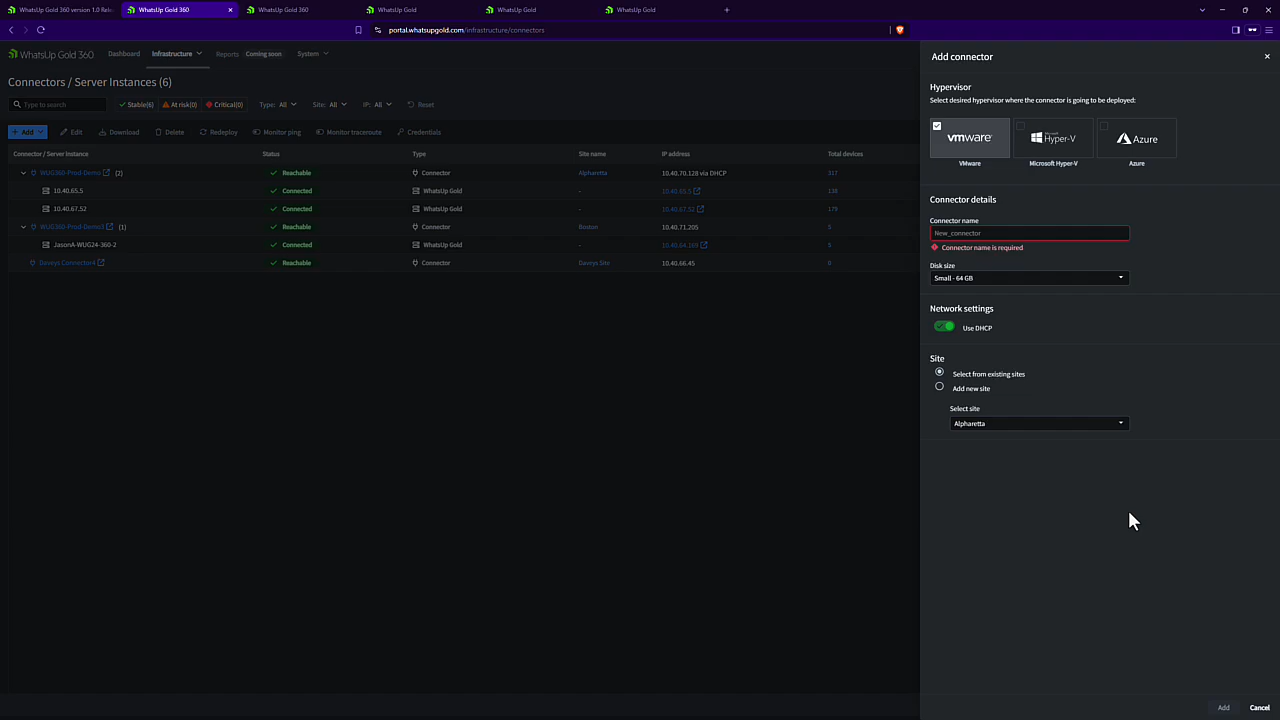 WhatsUp Gold 360 version 1.0 Rele
WhatsUp Gold 360
WhatsUp Gold 360
WhatsUp Gold
WhatsUp Gold
WhatsUp Gold
portal.whatsupgold.com/infrastructure/connectors
WhatsUp Gold 360 Dashboard Infrastructure Reports Coming soon System
Connectors / Server Instances (6)
Type to search Stable(6) At risk(0) Critical(0) Type: All Site: All IP: All Reset
Add Edit Download Delete Redeploy Monitor ping Monitor traceroute Credentials
Connector / Server Instance Status Type Site name IP address Total devices
WUG360-Prod-Demo (2) Reachable Connector Alpharetta 10.40.70.128 via DHCP 317
10.40.65.5 Connected WhatsUp Gold - 10.40.65.5 138
10.40.67.52 Connected WhatsUp Gold - 10.40.67.52 179
WUG360-Prod-Demo3 (1) Reachable Connector Boston 10.40.71.205 5
JasonA-WUG24-360-2 Connected WhatsUp Gold - 10.40.64.169 5
Daveys Connector4 Reachable Connector Daveys Site 10.40.66.45 0
Add connector
Hypervisor
Select desired hypervisor where the connector is going to be deployed:
vmware
Microsoft Hyper-V
Azure
VMware
Microsoft Hyper-V
Azure
Connector details
Connector name
New_connector
Connector name is required
Disk size
Small - 64 GB
Network settings
Use DHCP
Site
Select from existing sites
Add new site
Select site
Alpharetta
Add Cancel